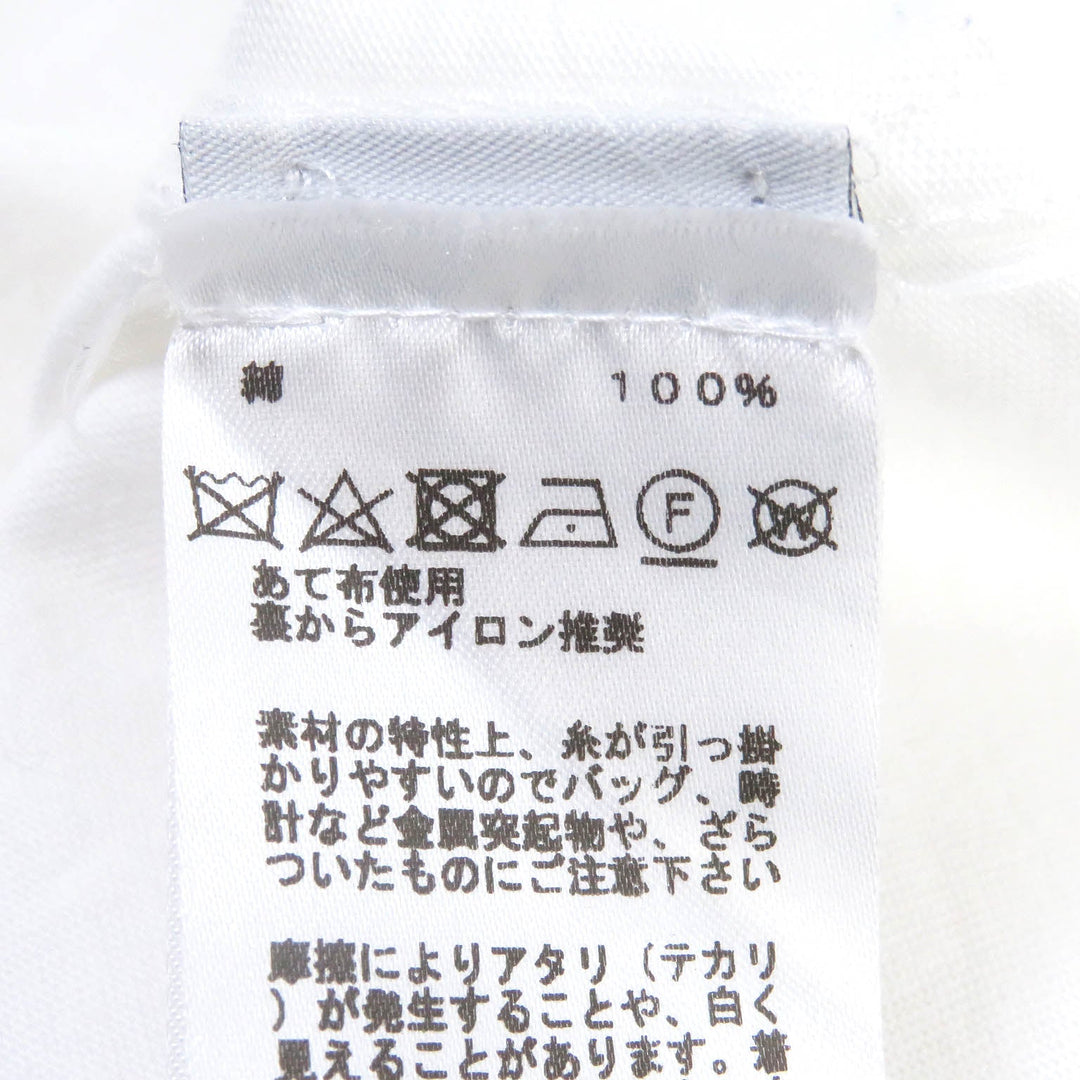 綿 100%
F W
あて布使用
裏からアイロン推奨
素材の特性上、糸が引っ掛
かりやすいのでバッグ、時
計など金属突起物や、ざら
ついたものにご注意下さい
摩擦によりアタリ（テカリ
）が発生することや、白く
見えることがあります。着